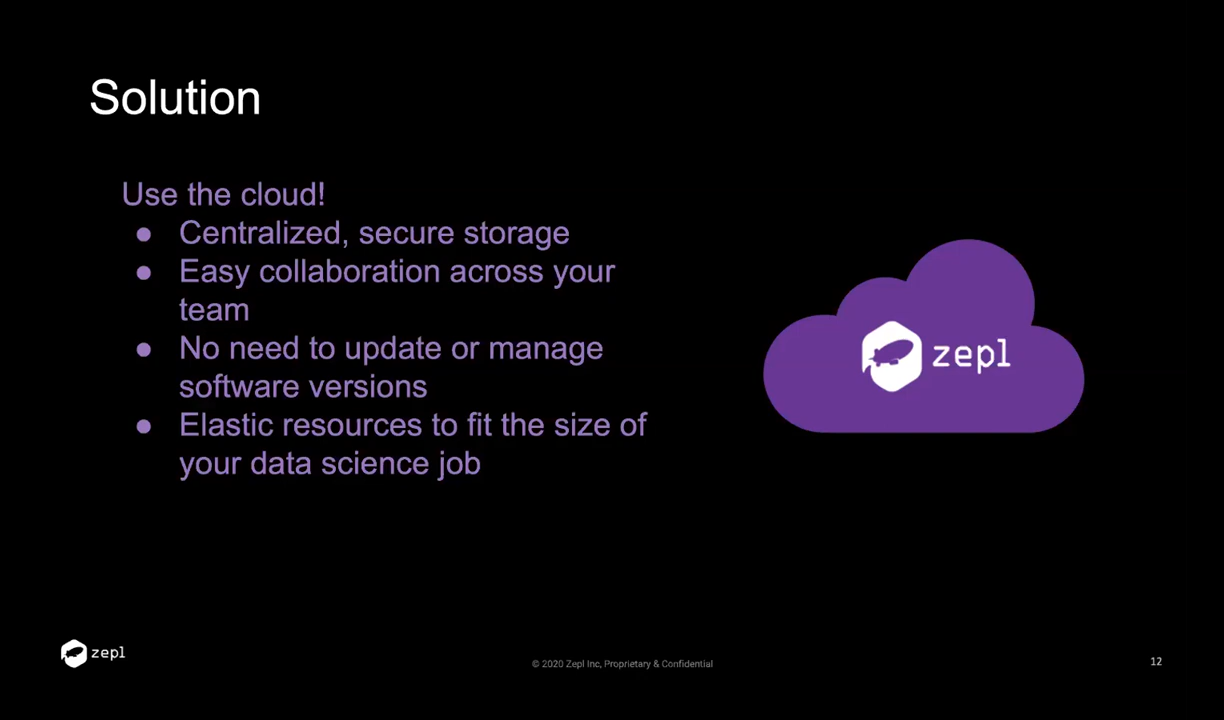 Solution
Use the cloud!
● Centralized, secure storage
● Easy collaboration across your
team
● No need to update or manage
software versions
● Elastic resources to fit the size of
your data science job
zepl
zepl
© 2020 Zepl Inc, Proprietary & Confidential
12